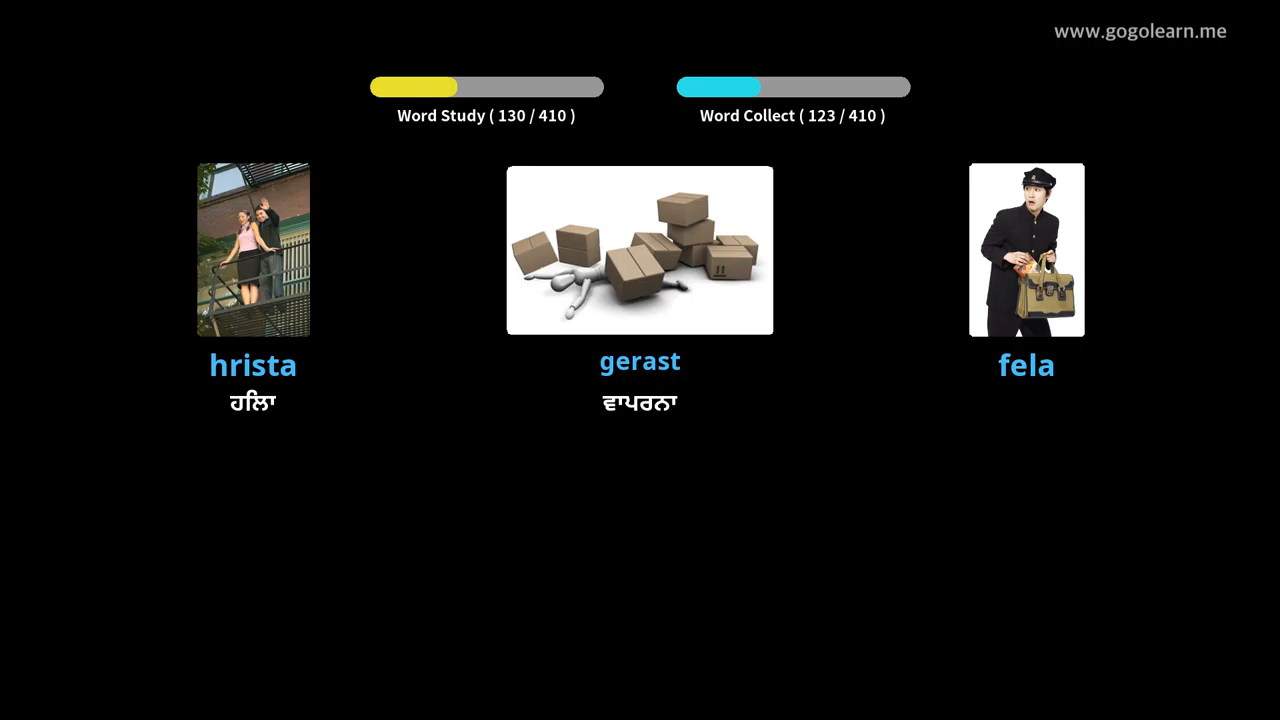 www.gogolearn.me
Word Study ( 130 / 410 )
Word Collect ( 123 / 410 )
hrista
gerast
fela
ਹਲਿਾ
ਵਾਪਰਨਾ